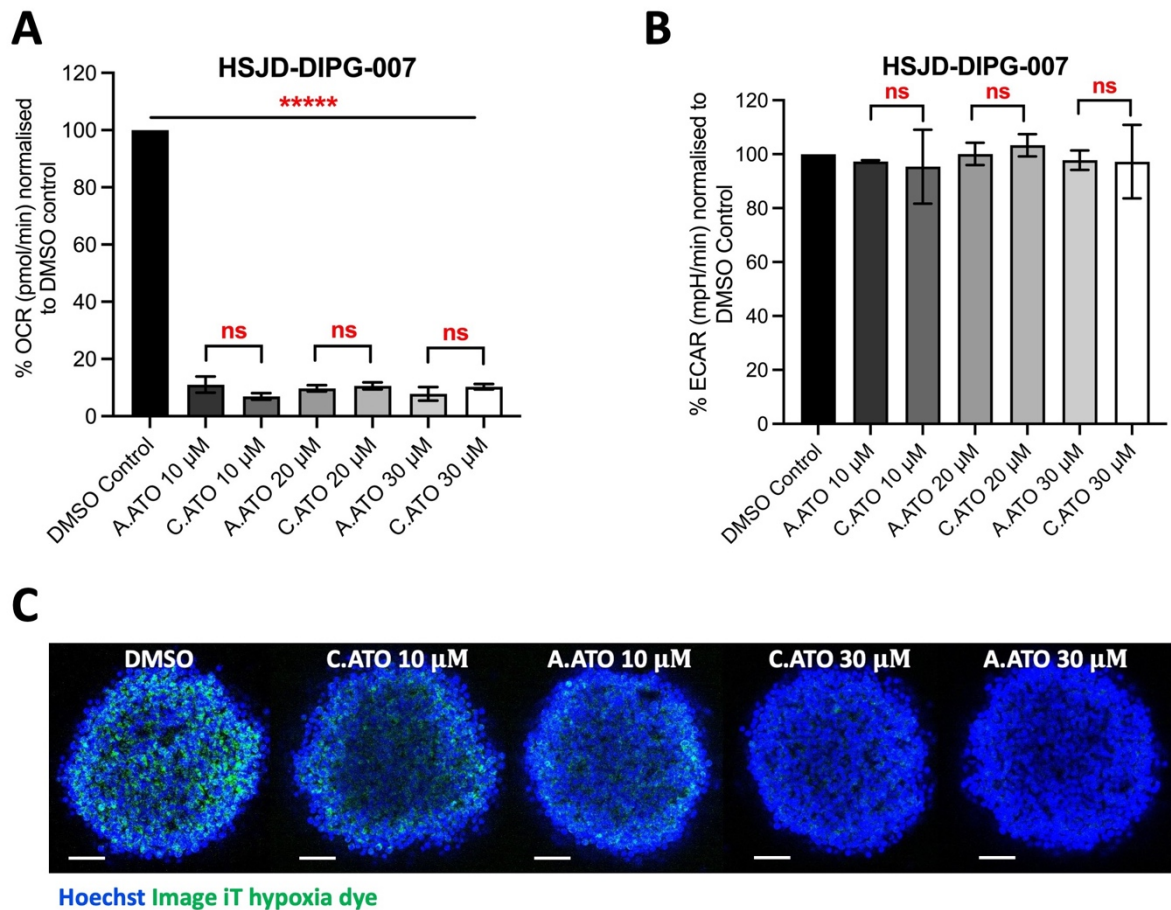 A
HSJD-DIPG-007
*****
% OCR (pmol/min) normalised
to DMSO control
120
100
80
60
40
20
0
ns
ns
ns
DMSO Control
A.ATO 10 µM
C.ATO 10 µM
A.ATO 20 µM
C.ATO 20 µM
A.ATO 30 µM
C.ATO 30 µM
B
HSJD-DIPG-007
% ECAR (mpH/min) normalised to
DMSO Control
120
100
80
60
40
20
0
ns
ns
ns
DMSO Control
A.ATO 10 µM
C.ATO 10 µM
A.ATO 20 µM
C.ATO 20 µM
A.ATO 30 µM
C.ATO 30 µM
C
DMSO
C.ATO 10 µM
A.ATO 10 µM
C.ATO 30 µM
A.ATO 30 µM
Hoechst Image iT hypoxia dye